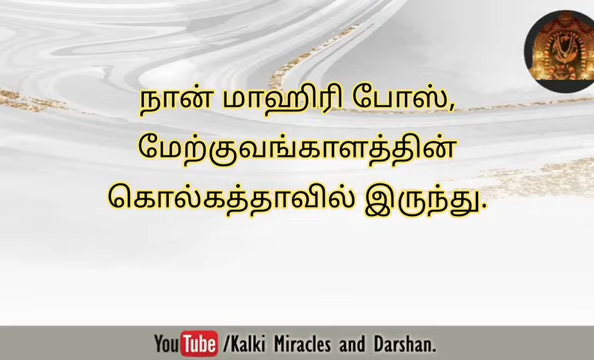 நான் மாஹிரி போஸ்,
மேற்குவங்காளத்தின்
கொல்கத்தாவில் இருந்து.
YouTube /Kalki Miracles and Darshan.